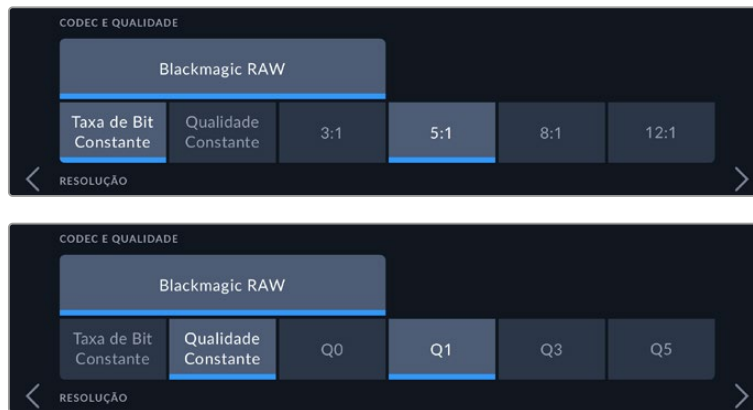 CODEC E QUALIDADE
Blackmagic RAW
Taxa de Bit
Constante
Qualidade
Constante
3:1
5:1
8:1
12:1
RESOLUÇÃO
CODEC E QUALIDADE
Blackmagic RAW
Taxa de Bit
Constante
Qualidade
Constante
Q0
Q1
Q3
Q5
RESOLUÇÃO